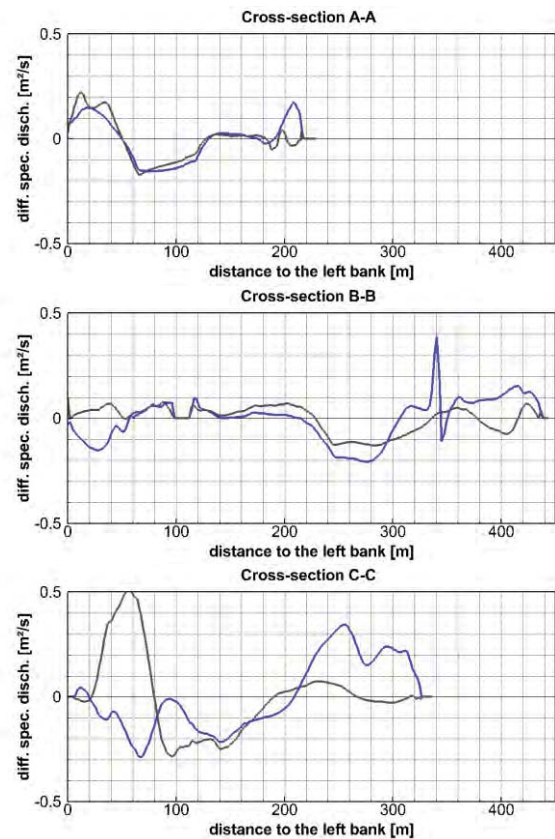 Cross-section A-A
0.5
diff. spec. disch. [m²/s]
0
-0.5
0 100 200 300 400
distance to the left bank [m]
Cross-section B-B
0.5
diff. spec. disch. [m²/s]
0
-0.5
0 100 200 300 400
distance to the left bank [m]
Cross-section C-C
0.5
diff. spec. disch. [m²/s]
0
-0.5
0 100 200 300 400
distance to the left bank [m]